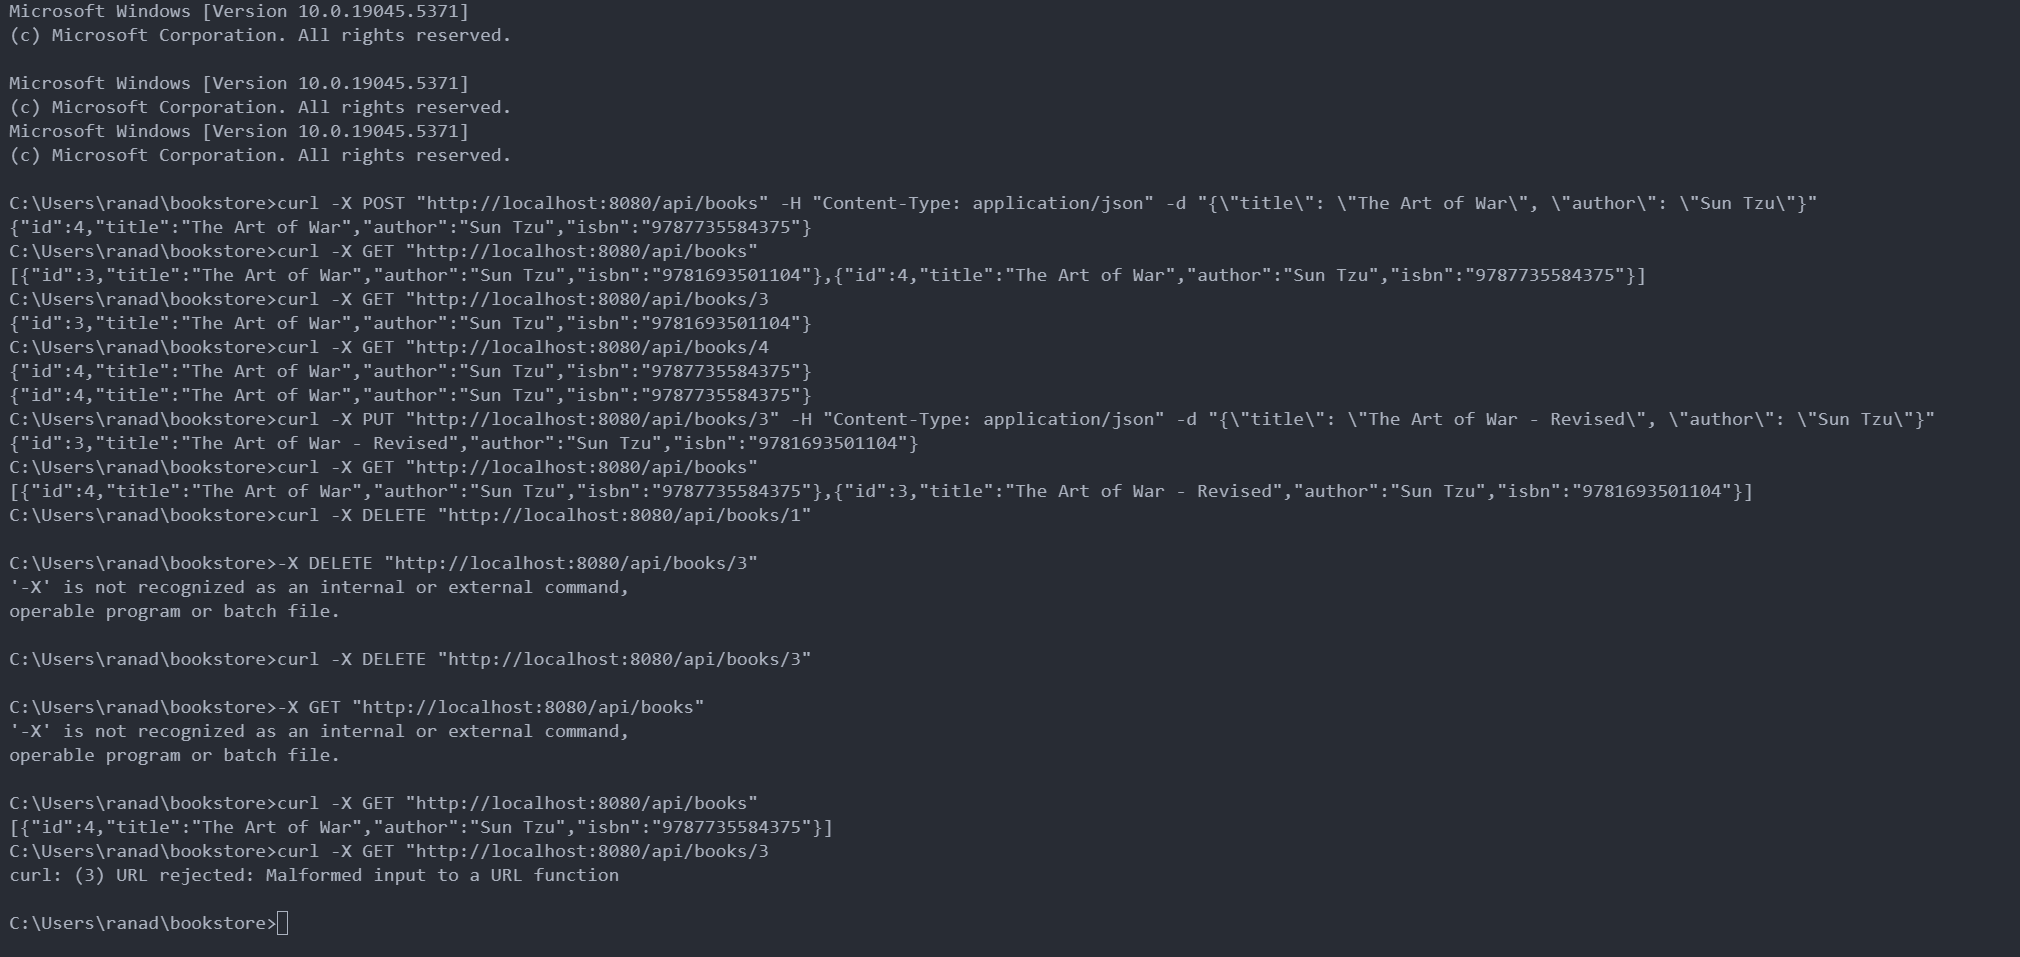 Microsoft Windows [Version 10.0.19045.5371]
(c) Microsoft Corporation. All rights reserved.
Microsoft Windows [Version 10.0.19045.5371]
(c) Microsoft Corporation. All rights reserved.
Microsoft Windows [Version 10.0.19045.5371]
(c) Microsoft Corporation. All rights reserved.
C:\Users\ranad\bookstore>curl -X POST "http://localhost:8080/api/books" -H "Content-Type: application/json" -d "{\"title\": \"The Art of War\", \"author\": \"Sun Tzu\"}"
{"id":4,"title":"The Art of War","author":"Sun Tzu","isbn":"9787735584375"}
C:\Users\ranad\bookstore>curl -X GET "http://localhost:8080/api/books"
[{"id":3,"title":"The Art of War","author":"Sun Tzu","isbn":"9781693501104"},{"id":4,"title":"The Art of War","author":"Sun Tzu","isbn":"9787735584375"}]
C:\Users\ranad\bookstore>curl -X GET "http://localhost:8080/api/books/3
{"id":3,"title":"The Art of War","author":"Sun Tzu","isbn":"9781693501104"}
C:\Users\ranad\bookstore>curl -X GET "http://localhost:8080/api/books/4
{"id":4,"title":"The Art of War","author":"Sun Tzu","isbn":"9787735584375"}
{"id":4,"title":"The Art of War","author":"Sun Tzu","isbn":"9787735584375"}
C:\Users\ranad\bookstore>curl -X PUT "http://localhost:8080/api/books/3" -H "Content-Type: application/json" -d "{\"title\": \"The Art of War - Revised\", \"author\": \"Sun Tzu\"}"
{"id":3,"title":"The Art of War - Revised","author":"Sun Tzu","isbn":"9781693501104"}
C:\Users\ranad\bookstore>curl -X GET "http://localhost:8080/api/books"
[{"id":4,"title":"The Art of War","author":"Sun Tzu","isbn":"9787735584375"},{"id":3,"title":"The Art of War - Revised","author":"Sun Tzu","isbn":"9781693501104"}]
C:\Users\ranad\bookstore>curl -X DELETE "http://localhost:8080/api/books/1"
C:\Users\ranad\bookstore>-X DELETE "http://localhost:8080/api/books/3"
'-X' is not recognized as an internal or external command,
operable program or batch file.
C:\Users\ranad\bookstore>curl -X DELETE "http://localhost:8080/api/books/3"
C:\Users\ranad\bookstore>-X GET "http://localhost:8080/api/books"
'-X' is not recognized as an internal or external command,
operable program or batch file.
C:\Users\ranad\bookstore>curl -X GET "http://localhost:8080/api/books"
[{"id":4,"title":"The Art of War","author":"Sun Tzu","isbn":"9787735584375"}]
C:\Users\ranad\bookstore>curl -X GET "http://localhost:8080/api/books/3
curl: (3) URL rejected: Malformed input to a URL function
C:\Users\ranad\bookstore>